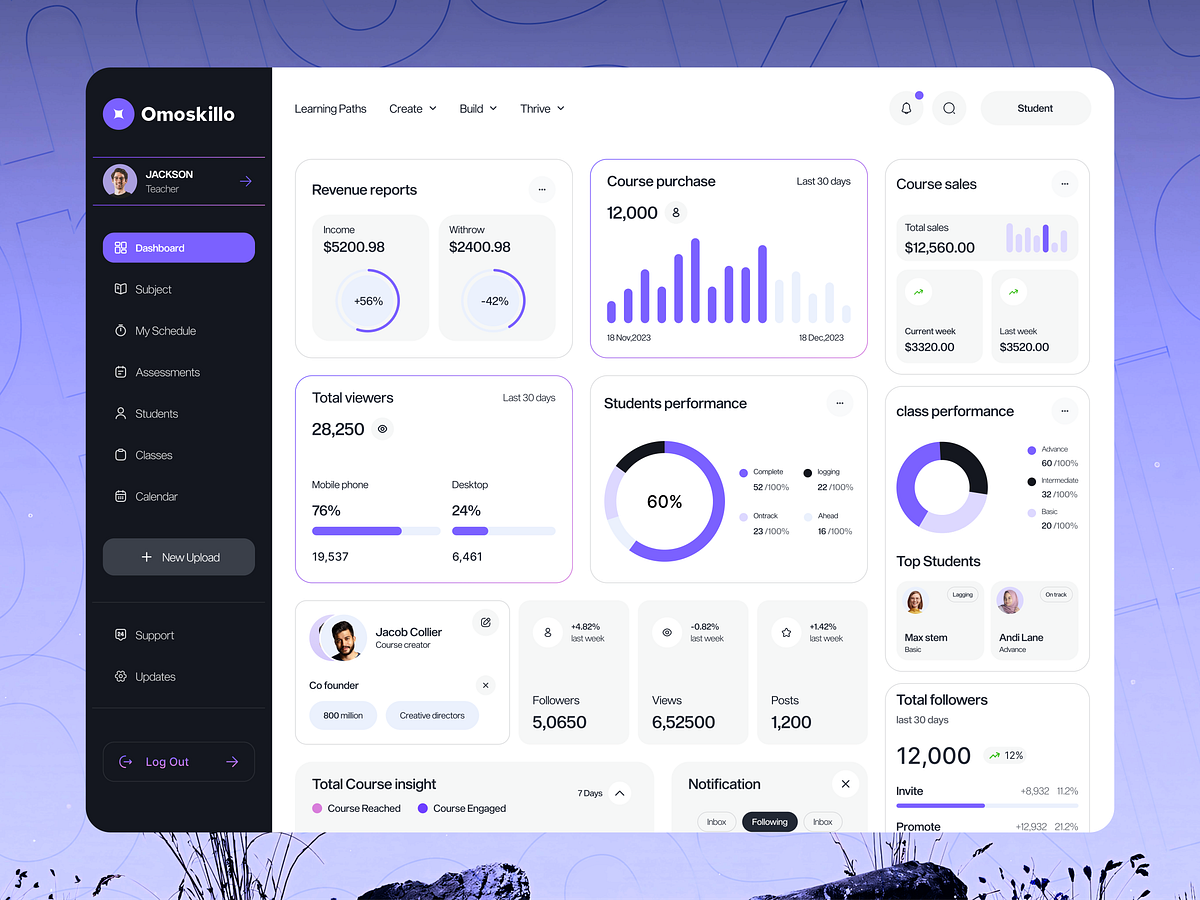 Omoskillo
JACKSON
Teacher
Dashboard
Subject
My Schedule
Assessments
Students
Classes
Calendar
+ New Upload
24
Support
Updates
Log Out
Learning Paths
Create
Build
Thrive
Student
Revenue reports
Income
$5200.98
+56%
Withrow
$2400.98
-42%
Course purchase
Last 30 days
12,000
18 Nov,2023
18 Dec,2023
Course sales
Total sales
$12,560.00
Current week
$3320.00
Last week
$3520.00
Total viewers
Last 30 days
28,250
Mobile phone
76%
19,537
Desktop
24%
6,461
Students performance
60%
Complete
52 /100%
logging
22 /100%
Ontrack
23 /100%
Ahead
16 /100%
class performance
Advance
60 /100%
Intermediate
32 /100%
Basic
20 /100%
Top Students
Lagging
Max stem
Basic
On track
Andi Lane
Advance
Jacob Collier
Course creator
Co founder
800 million
Creative directors
+4.82%
last week
Followers
5,0650
-0.82%
last week
Views
6,52500
+1.42%
last week
Posts
1,200
Total followers
last 30 days
12,000
12%
Invite
+8,932 11.2%
Promote
+12,932 21.2%
Total Course insight
7 Days
Course Reached
Course Engaged
Notification
Inbox
Following
Inbox